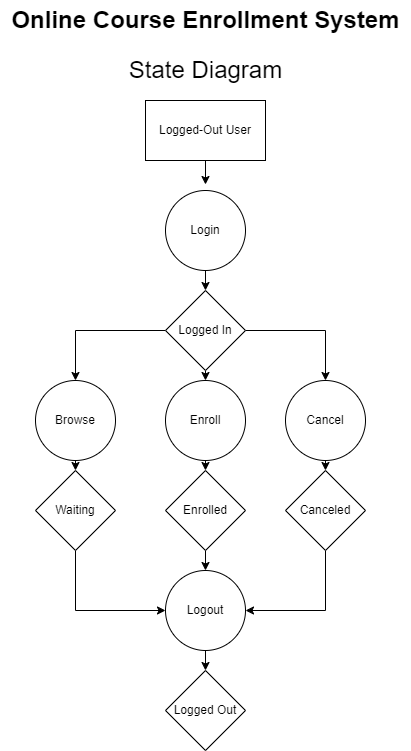 Online Course Enrollment System
State Diagram
Logged-Out User
Login
Logged In
Browse
Enroll
Cancel
Waiting
Enrolled
Canceled
Logout
Logged Out